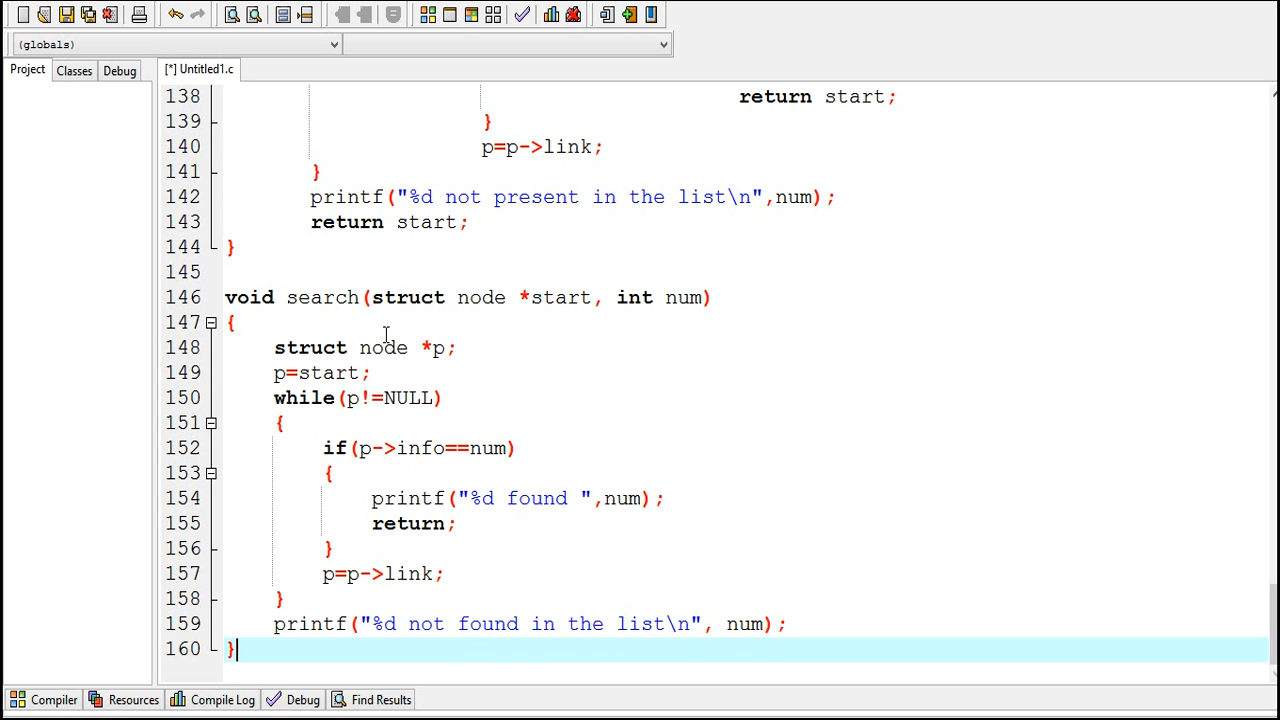 (globals)
Project Classes Debug [*] Untitled1.c
138 return start;
139 }
140 p=p->link;
141 }
142 printf("%d not present in the list\n",num);
143 return start;
144 }
145
146 void search(struct node *start, int num)
147 {
148 struct node *p;
149 p=start;
150 while(p!=NULL)
151 {
152 if(p->info==num)
153 {
154 printf("%d found ",num);
155 return;
156 }
157 p=p->link;
158 }
159 printf("%d not found in the list\n", num);
160 }
Compiler Resources Compile Log Debug Find Results